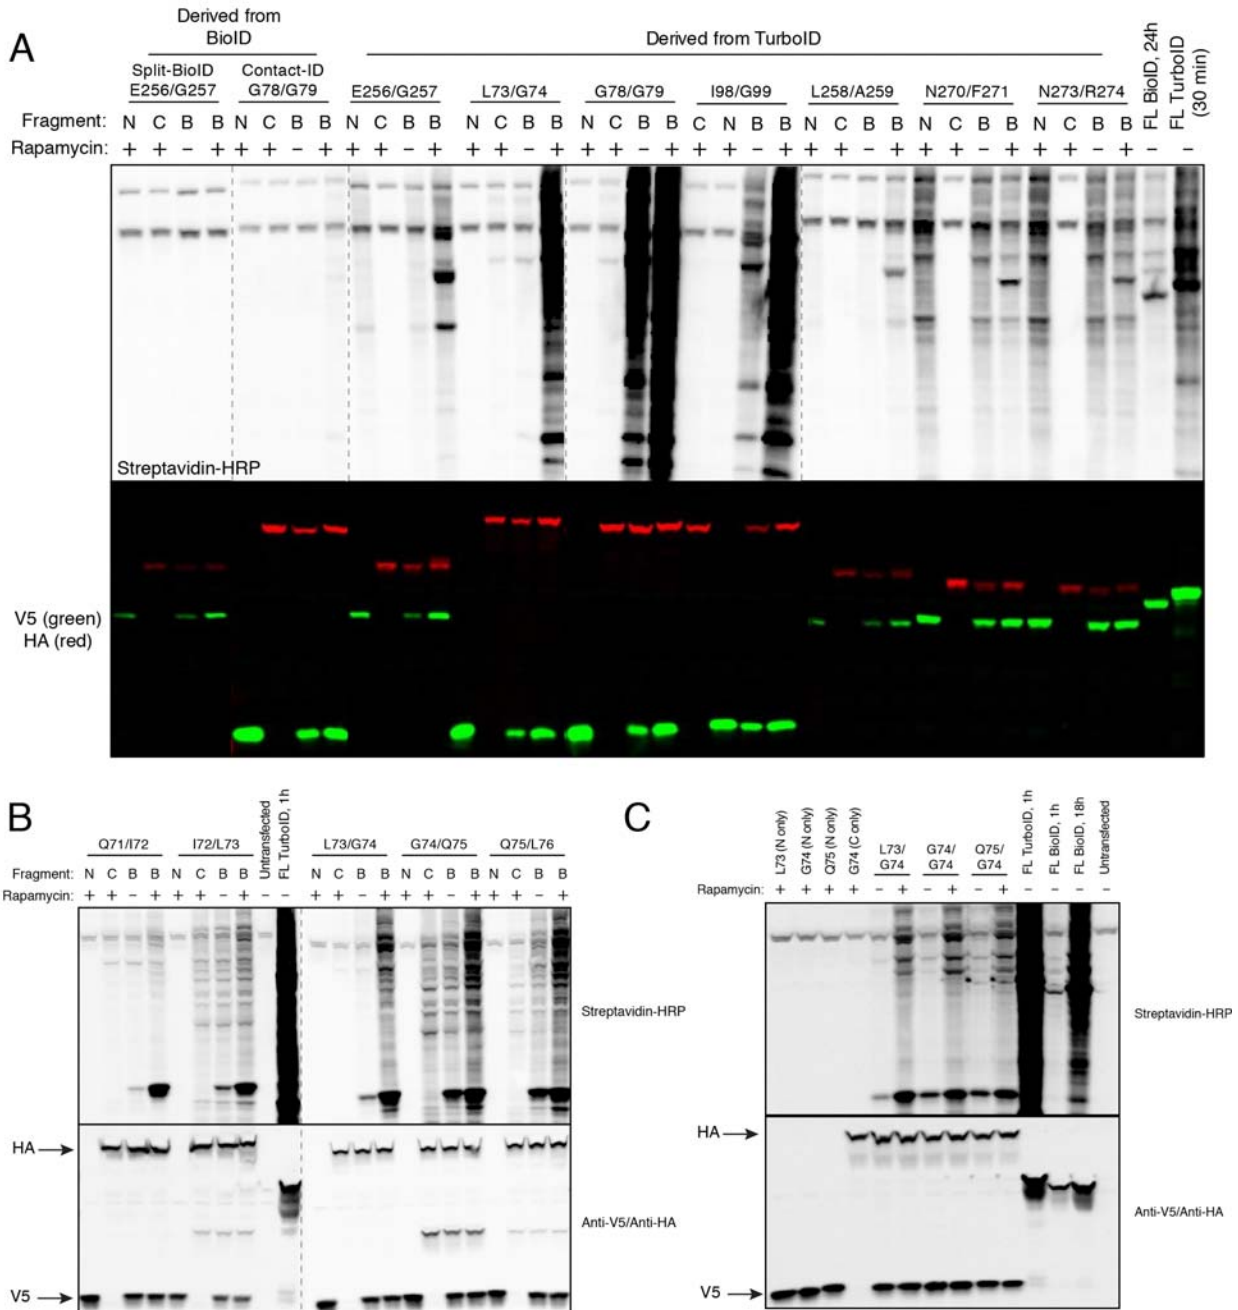 A
Derived from
BioID
Derived from TurboID
Split-BioID
E256/G257
Contact-ID
G78/G79
E256/G257
L73/G74
G78/G79
I98/G99
L258/A259
N270/F271
N273/R274
FL BioID, 24h
FL TurboID
(30 min)
Fragment: N C B B N C B B N C B B N C B B N C B B C N B B N C B B N C B B N C B B
Rapamycin: + + − + + + − + + + − + + + − + + + − + + + − + + + − + + + − + + + − + − −
Streptavidin-HRP
V5 (green)
HA (red)
B
Q71/I72
I72/L73
Untransfected
FL TurboID, 1h
L73/G74
G74/Q75
Q75/L76
Fragment: N C B B N C B B N C B B N C B B N C B B
Rapamycin: + + − + + + − + − − + + − + + + − + + + − +
Streptavidin-HRP
HA
Anti-V5/Anti-HA
V5
C
L73 (N only)
G74 (N only)
Q75 (N only)
G74 (C only)
L73/
G74
G74/
G74
Q75/
G74
FL TurboID, 1h
FL BioID, 1h
FL BioID, 18h
Untransfected
Rapamycin: + + + + − + − + − + − − − −
Streptavidin-HRP
HA
Anti-V5/Anti-HA
V5